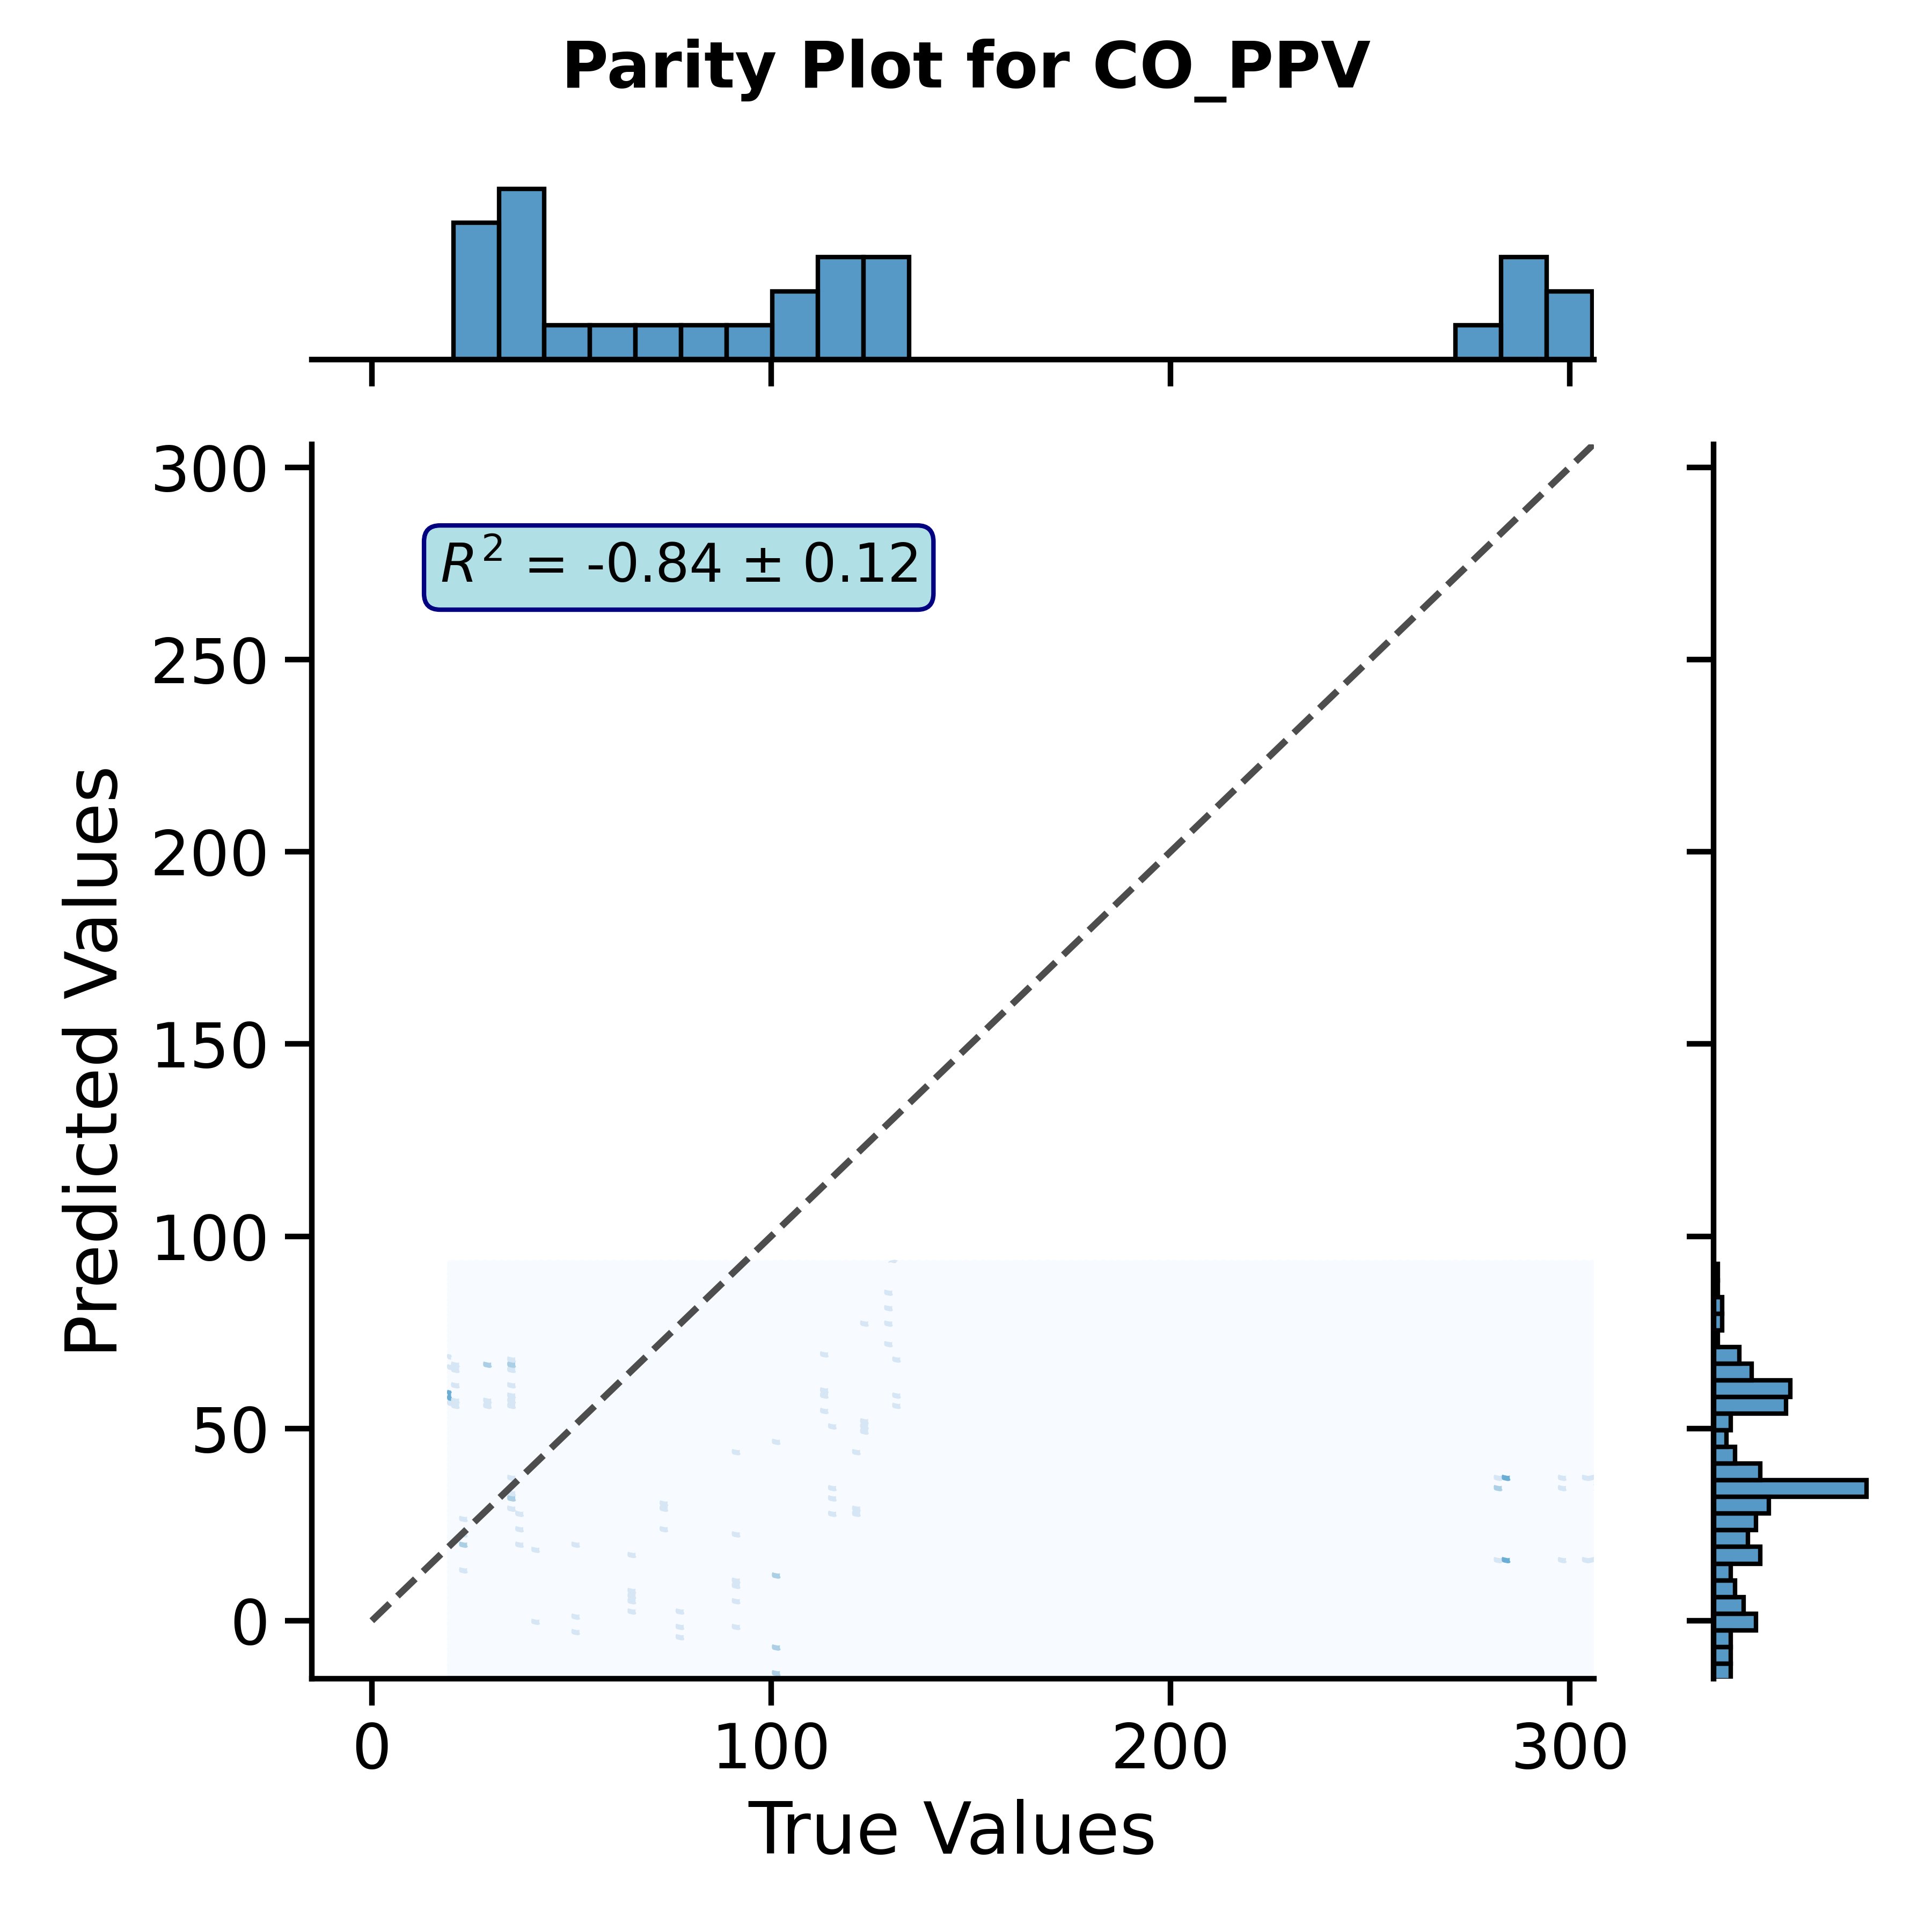 Parity Plot for CO_PPV
R² = -0.84 ± 0.12
Predicted Values
300
250
200
150
100
50
0
0 100 200 300
True Values